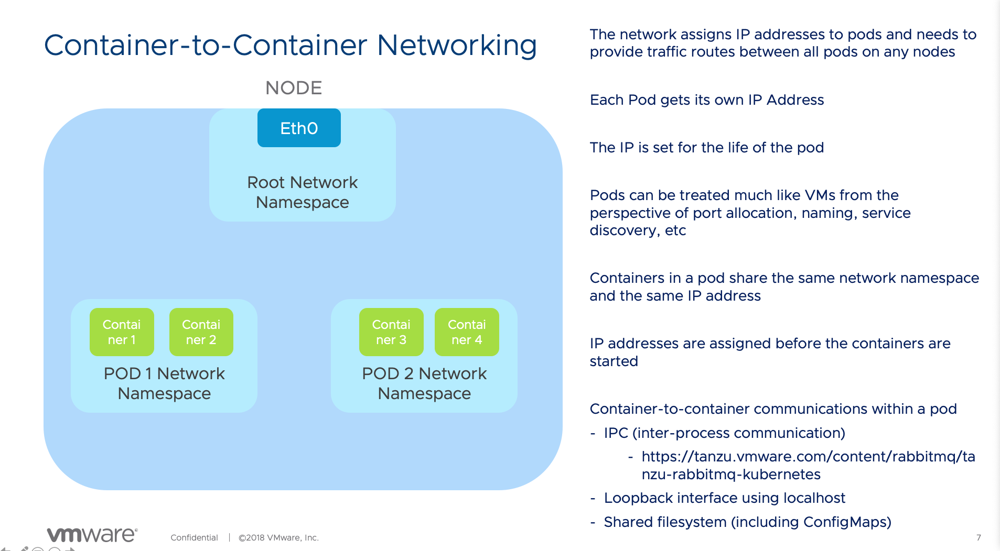 Container-to-Container Networking
NODE
Eth0
Root Network
Namespace
Contai
ner 1
Contai
ner 2
POD 1 Network
Namespace
Contai
ner 3
Contai
ner 4
POD 2 Network
Namespace
The network assigns IP addresses to pods and needs to
provide traffic routes between all pods on any nodes
Each Pod gets its own IP Address
The IP is set for the life of the pod
Pods can be treated much like VMs from the
perspective of port allocation, naming, service
discovery, etc
Containers in a pod share the same network namespace
and the same IP address
IP addresses are assigned before the containers are
started
Container-to-container communications within a pod
- IPC (inter-process communication)
- https://tanzu.vmware.com/content/rabbitmq/ta
nzu-rabbitmq-kubernetes
- Loopback interface using localhost
- Shared filesystem (including ConfigMaps)
vmware®
Confidential | ©2018 VMware, Inc.
7